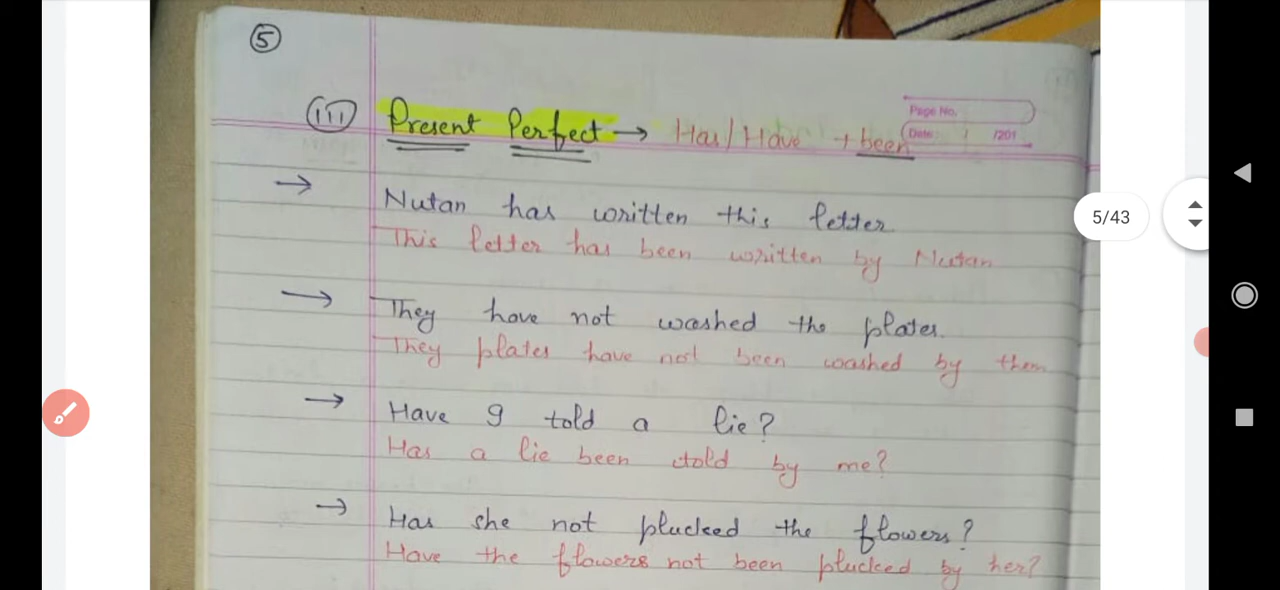 5
(iii) Present Perfect → Has/Have + been
Page No.
Date: / /201
→ Nutan has written this letter
This letter has been written by Nutan
5/43
→ They have not washed the plates.
They plates have not been washed by them
→ Have I told a lie?
Has a lie been told by me?
→ Has she not plucked the flowers?
Have the flowers not been plucked by her?